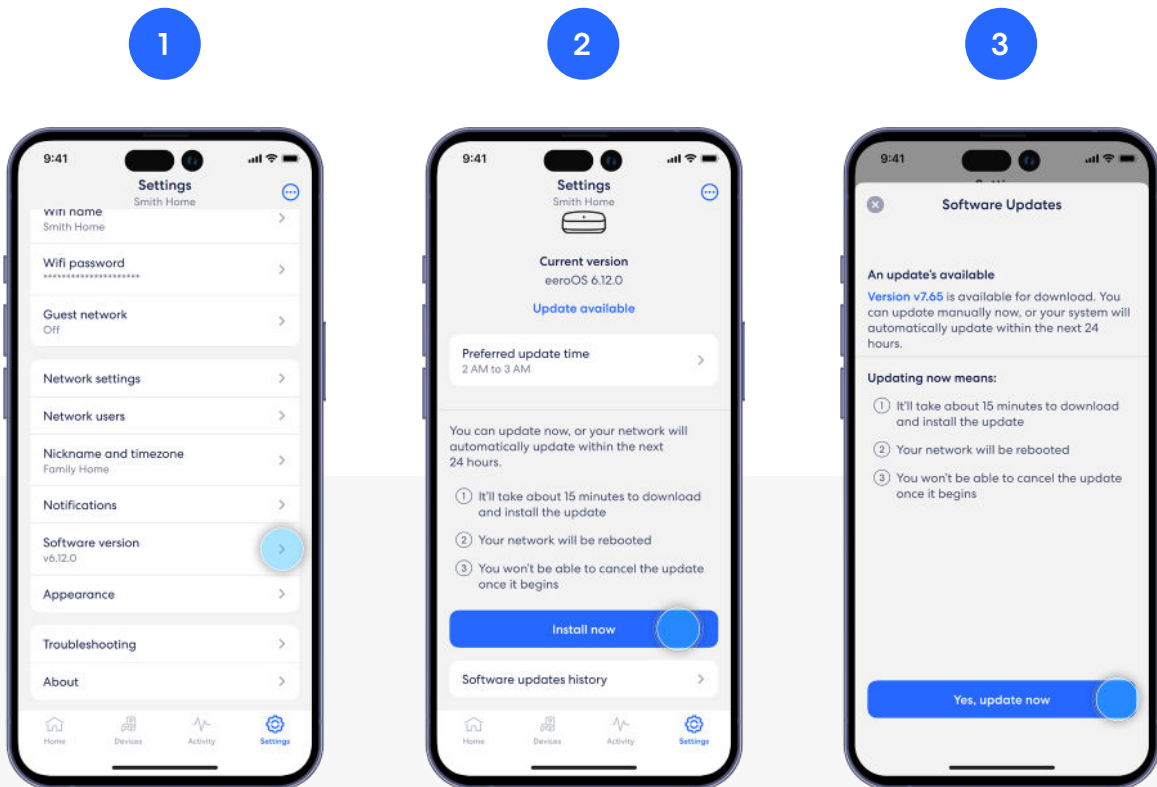 1
2
3
9:41
Settings
Smith Home
Wifi name
Smith Home
Wifi password
*********************
Guest network
Off
Network settings
Network users
Nickname and timezone
Family Home
Notifications
Software version
v6.12.0
Appearance
Troubleshooting
About
Home
Devices
Activity
Settings
9:41
Settings
Smith Home
Current version
eeroOS 6.12.0
Update available
Preferred update time
2 AM to 3 AM
You can update now, or your network will
automatically update within the next
24 hours.
1 It'll take about 15 minutes to download
and install the update
2 Your network will be rebooted
3 You won't be able to cancel the update
once it begins
Install now
Software updates history
Home
Devices
Activity
Settings
9:41
Software Updates
An update's available
Version v7.65 is available for download. You
can update manually now, or your system will
automatically update within the next 24
hours.
Updating now means:
1 It'll take about 15 minutes to download
and install the update
2 Your network will be rebooted
3 You won't be able to cancel the update
once it begins
Yes, update now